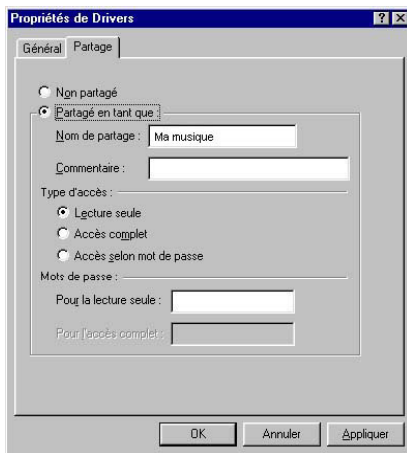 Propriétés de Drivers
Général Partage
Non partagé
Partagé en tant que :
Nom de partage : Ma musique
Commentaire :
Type d'accès :
Lecture seule
Accès complet
Accès selon mot de passe
Mots de passe :
Pour la lecture seule :
Pour l'accès complet :
OK Annuler Appliquer